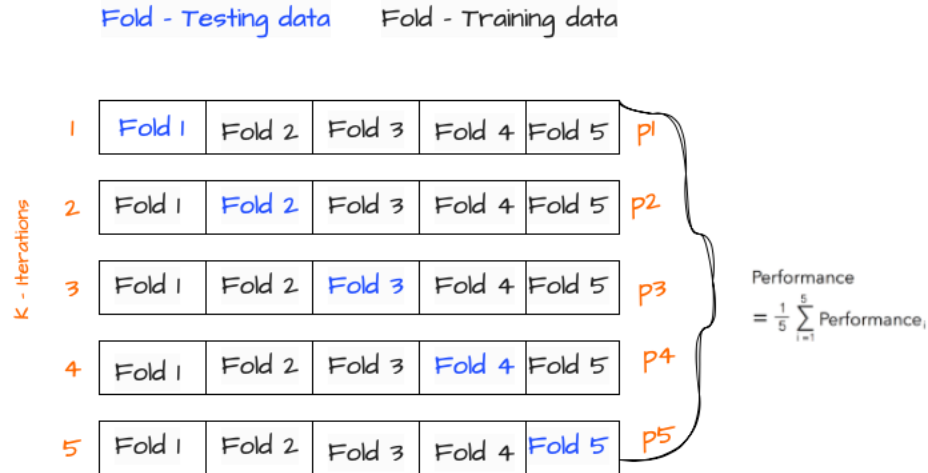 Fold - Testing data Fold - Training data
1 Fold 1 Fold 2 Fold 3 Fold 4 Fold 5 P1
2 Fold 1 Fold 2 Fold 3 Fold 4 Fold 5 P2
3 Fold 1 Fold 2 Fold 3 Fold 4 Fold 5 P3
4 Fold 1 Fold 2 Fold 3 Fold 4 Fold 5 P4
5 Fold 1 Fold 2 Fold 3 Fold 4 Fold 5 P5
K - Iterations
Performance
= 1/5 5∑i=1 Performanceᵢ